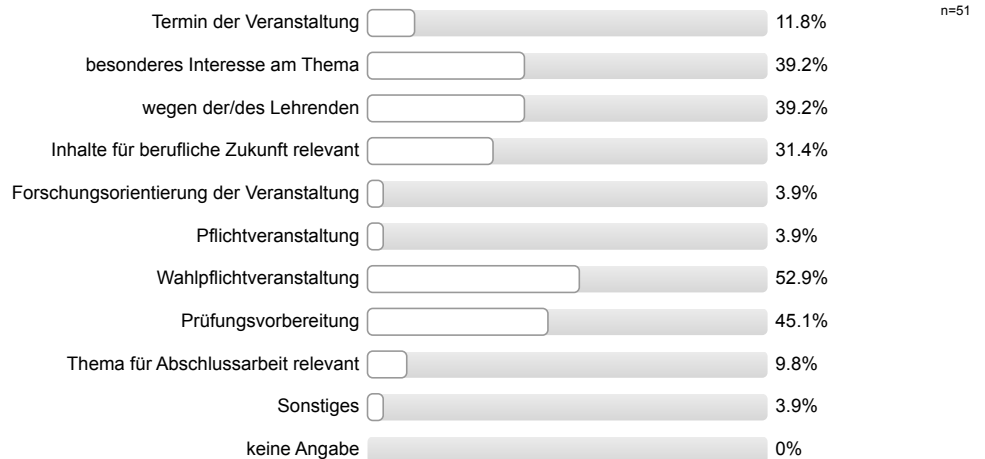 n=51
Termin der Veranstaltung 11.8%
besonderes Interesse am Thema 39.2%
wegen der/des Lehrenden 39.2%
Inhalte für berufliche Zukunft relevant 31.4%
Forschungsorientierung der Veranstaltung 3.9%
Pflichtveranstaltung 3.9%
Wahlpflichtveranstaltung 52.9%
Prüfungsvorbereitung 45.1%
Thema für Abschlussarbeit relevant 9.8%
Sonstiges 3.9%
keine Angabe 0%